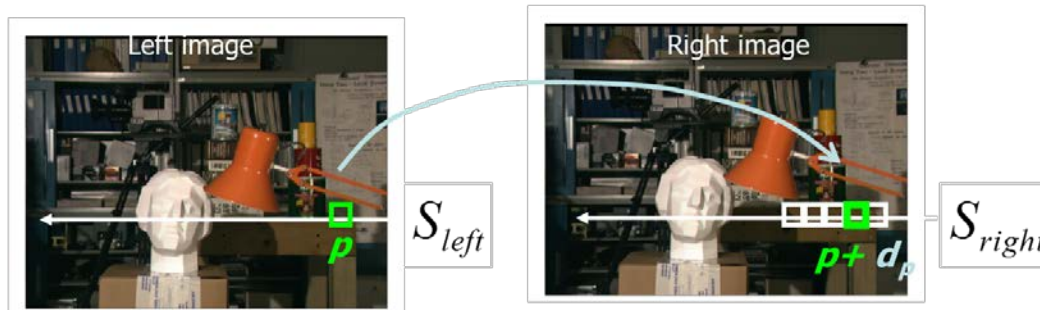 Left image
Right image
S_left
S_right
p
p+ d_p